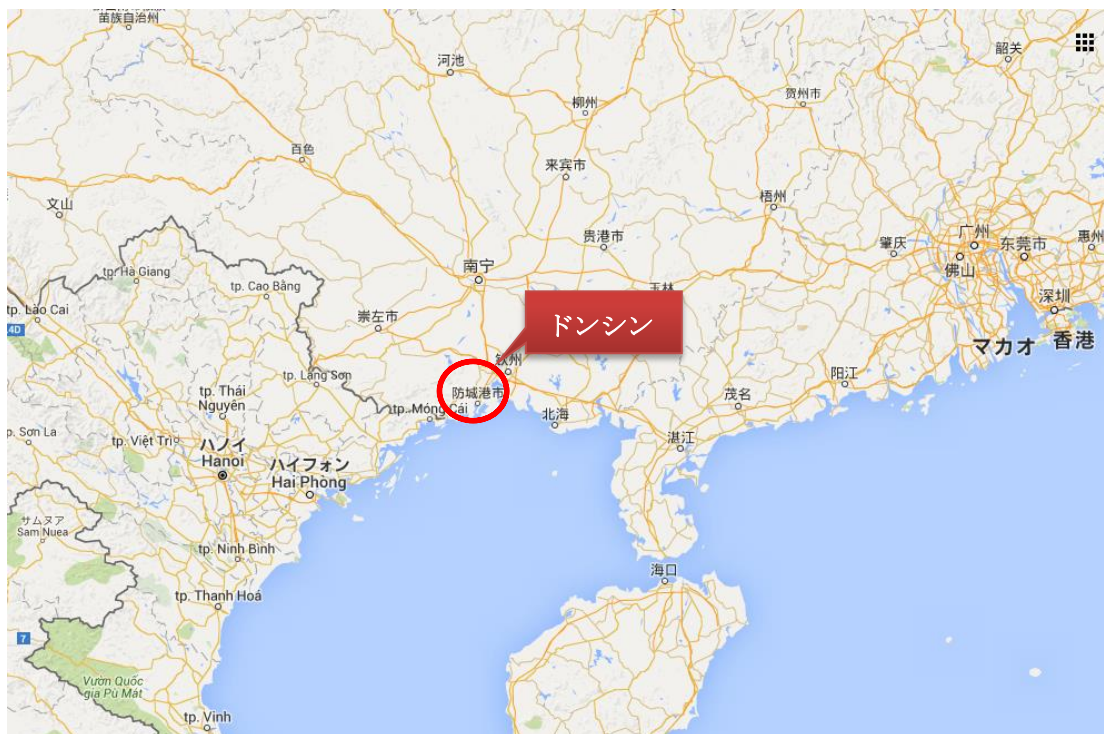 苗族自治州
韶关
河池
贺州市
柳州
百色
来宾市
文山
梧州
贵港市
广州
惠州
肇庆
东莞市
佛山
南宁
tp. Hà Giang
tp. Cao Bằng
玉林
深圳
tp. Lào Cai
崇左市
ドンシン
4D
マカオ
香港
钦州
tp. Lạng Sơn
阳江
tp. Thái
Nguyên
防城港市
茂名
tp. Móng Cái
北海
p. Sơn La
tp. Việt Trì
ハノイ
Hanoi
湛江
ハイフォン
Hai Phòng
サムヌア
Sam Nuea
tp. Ninh Bình
海口
tp. Thanh Hoá
7
Vườn Quốc
gia Pù Mát
tp. Vinh